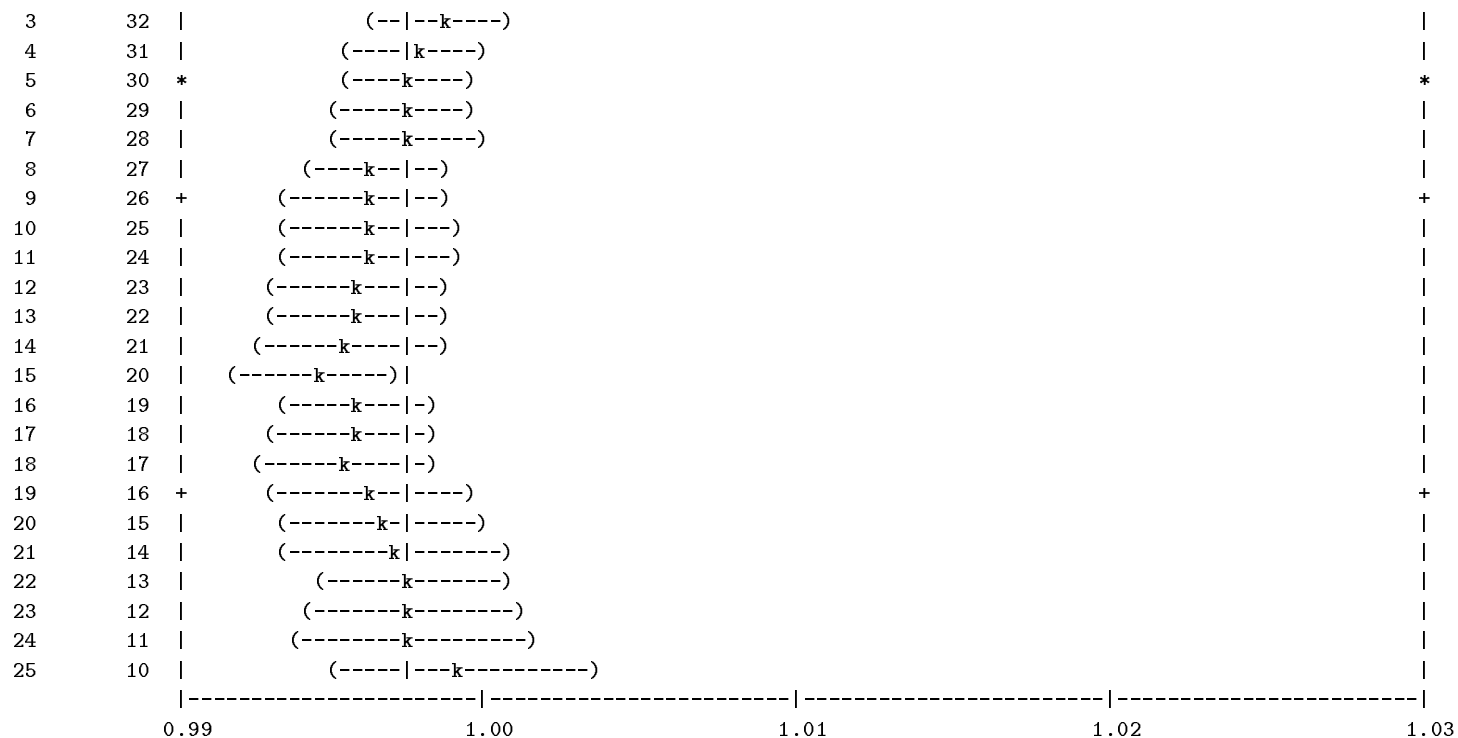 3       32  |              (--|--k----)                                                                        |
  4       31  |            (----|k----)                                                                          |
  5       30  *            (----k----)                                                                           *
  6       29  |           (-----k----)                                                                           |
  7       28  |           (-----k-----)                                                                          |
  8       27  |         (----k--|--)                                                                             |
  9       26  +       (------k--|--)                                                                             +
 10       25  |       (------k--|---)                                                                            |
 11       24  |       (------k--|---)                                                                            |
 12       23  |      (------k---|--)                                                                             |
 13       22  |      (------k---|--)                                                                             |
 14       21  |     (------k----|--)                                                                             |
 15       20  |   (------k-----)|                                                                                |
 16       19  |       (-----k---|-)                                                                              |
 17       18  |      (------k---|-)                                                                              |
 18       17  |     (------k----|-)                                                                              |
 19       16  +      (-------k--|----)                                                                           +
 20       15  |       (-------k-|-----)                                                                          |
 21       14  |       (--------k|-------)                                                                        |
 22       13  |          (------k-------)                                                                        |
 23       12  |         (-------k--------)                                                                       |
 24       11  |        (--------k---------)                                                                      |
 25       10  |           (-----|---k----------)                                                                 |
              |-----------------------|------------------------|------------------------|------------------------|
             0.99                    1.00                     1.01                     1.02                     1.03